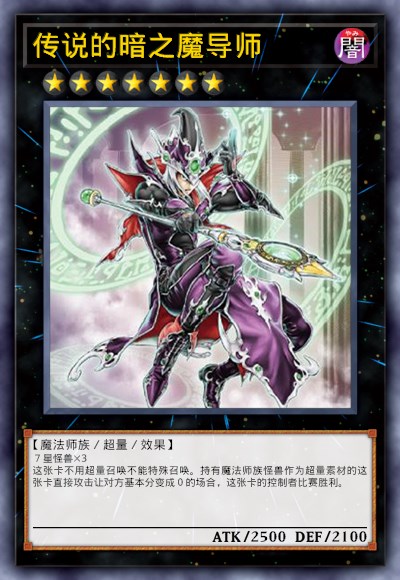 传说的暗之魔导师
やみ
闇
【魔法师族／超量／效果】
７星怪兽×3
这张卡不用超量召唤不能特殊召唤。持有魔法师族怪兽作为超量素材的这
张卡直接攻击让对方基本分变成０的场合，这张卡的控制者比赛胜利。
ATK/2500 DEF/2100